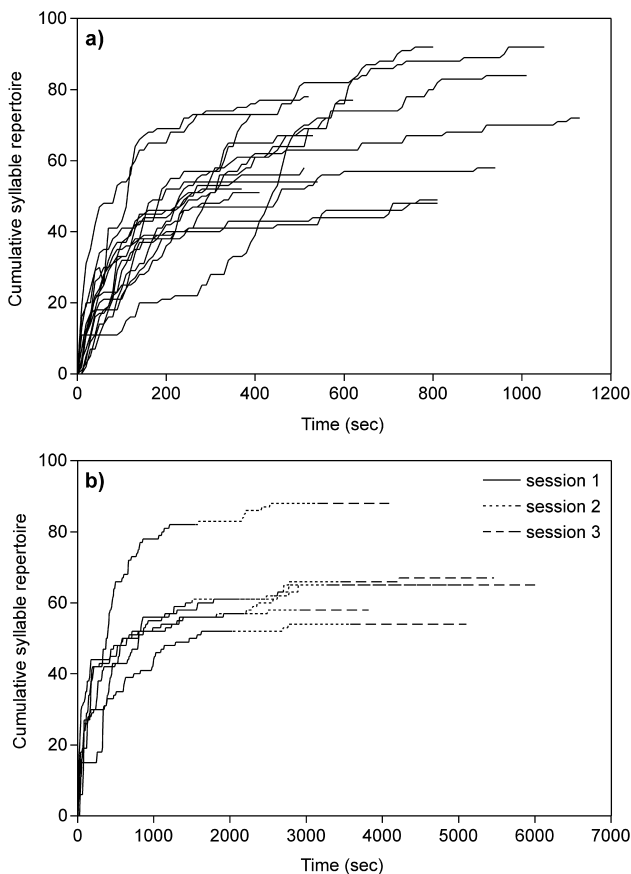 100
a)
80
60
40
20
0
Cumulative syllable repertoire
0 200 400 600 800 1000 1200
Time (sec)
100
b)
session 1
session 2
session 3
80
60
40
20
0
Cumulative syllable repertoire
0 1000 2000 3000 4000 5000 6000 7000
Time (sec)